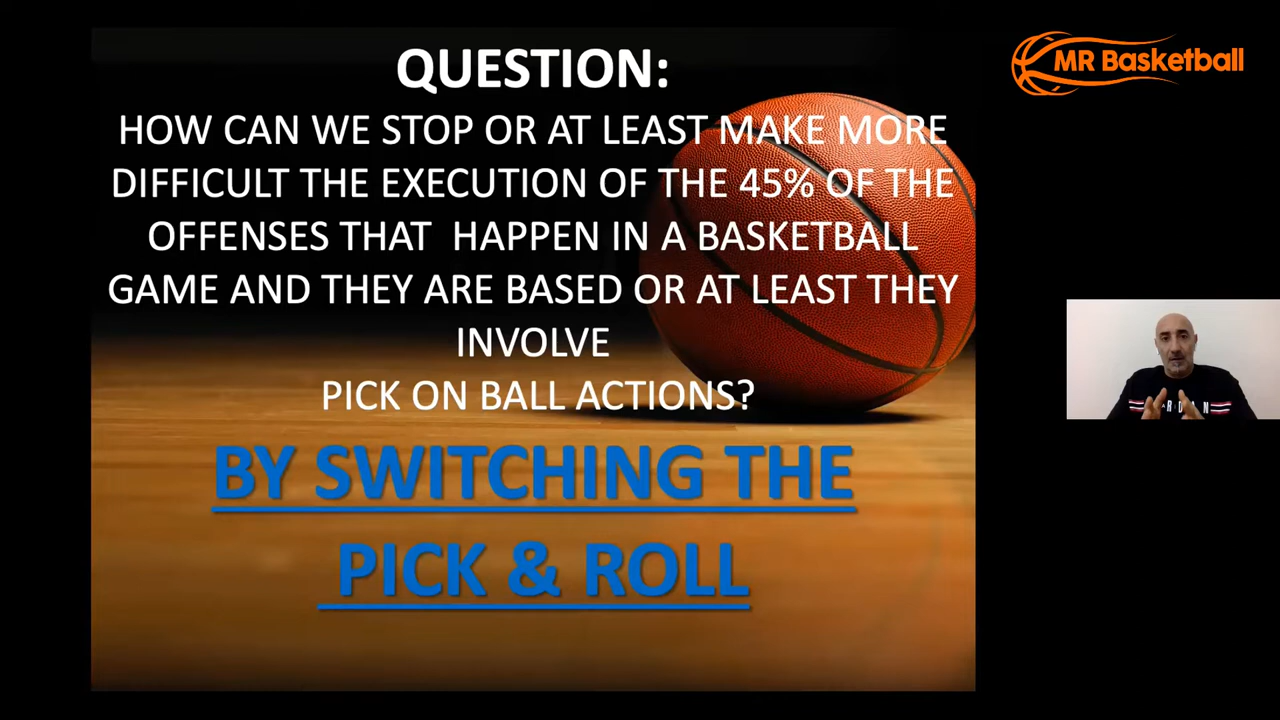 QUESTION:
HOW CAN WE STOP OR AT LEAST MAKE MORE
DIFFICULT THE EXECUTION OF THE 45% OF THE
OFFENSES THAT HAPPEN IN A BASKETBALL
GAME AND THEY ARE BASED OR AT LEAST THEY
INVOLVE
PICK ON BALL ACTIONS?
BY SWITCHING THE
PICK & ROLL
MR Basketball